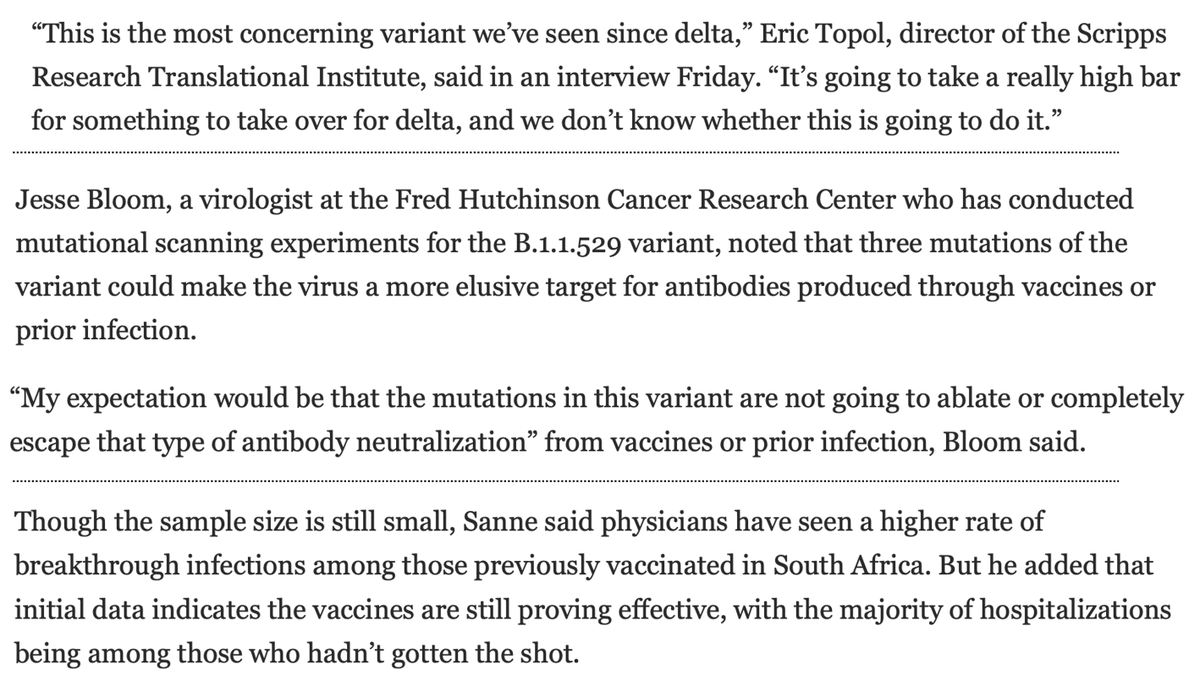 “This is the most concerning variant we’ve seen since delta,” Eric Topol, director of the Scripps
Research Translational Institute, said in an interview Friday. “It’s going to take a really high bar
for something to take over for delta, and we don’t know whether this is going to do it.”
Jesse Bloom, a virologist at the Fred Hutchinson Cancer Research Center who has conducted
mutational scanning experiments for the B.1.1.529 variant, noted that three mutations of the
variant could make the virus a more elusive target for antibodies produced through vaccines or
prior infection.
“My expectation would be that the mutations in this variant are not going to ablate or completely
escape that type of antibody neutralization” from vaccines or prior infection, Bloom said.
Though the sample size is still small, Sanne said physicians have seen a higher rate of
breakthrough infections among those previously vaccinated in South Africa. But he added that
initial data indicates the vaccines are still proving effective, with the majority of hospitalizations
being among those who hadn’t gotten the shot.